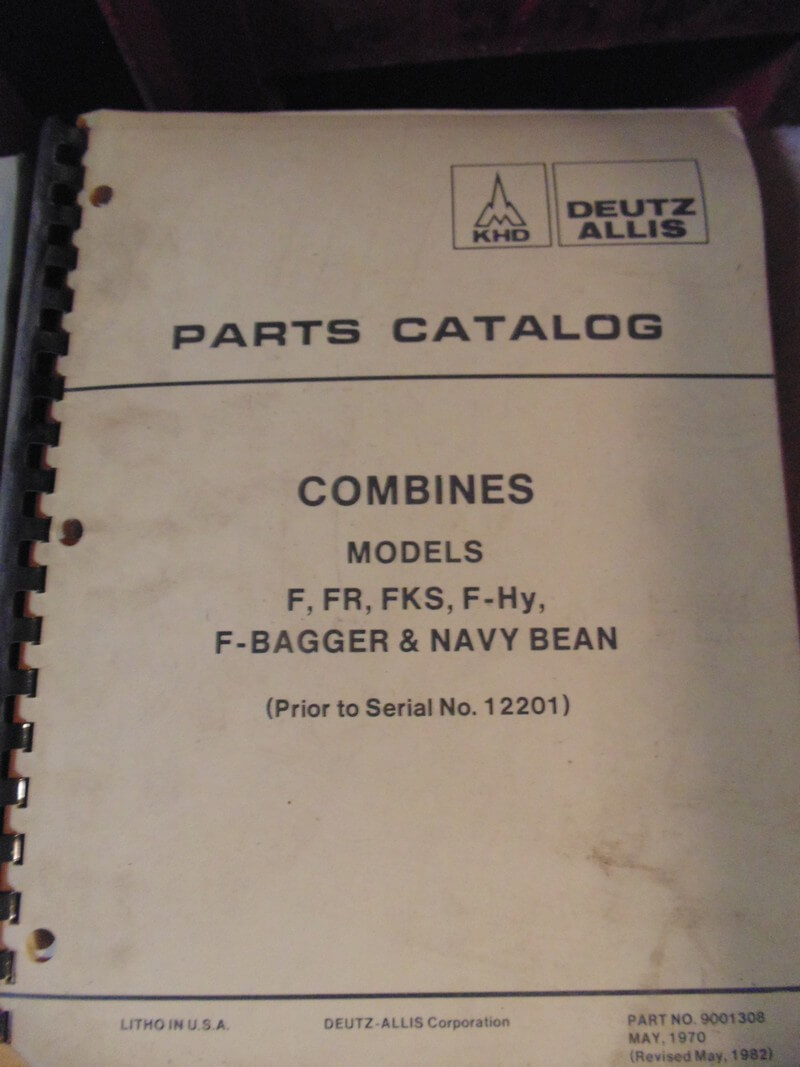 KHD
DEUTZ
ALLIS
PARTS CATALOG
COMBINES
MODELS
F, FR, FKS, F-Hy,
F-BAGGER & NAVY BEAN
(Prior to Serial No. 12201)
LITHO IN U.S.A.
DEUTZ-ALLIS Corporation
PART NO. 9001308
MAY, 1970
(Revised May, 1982)